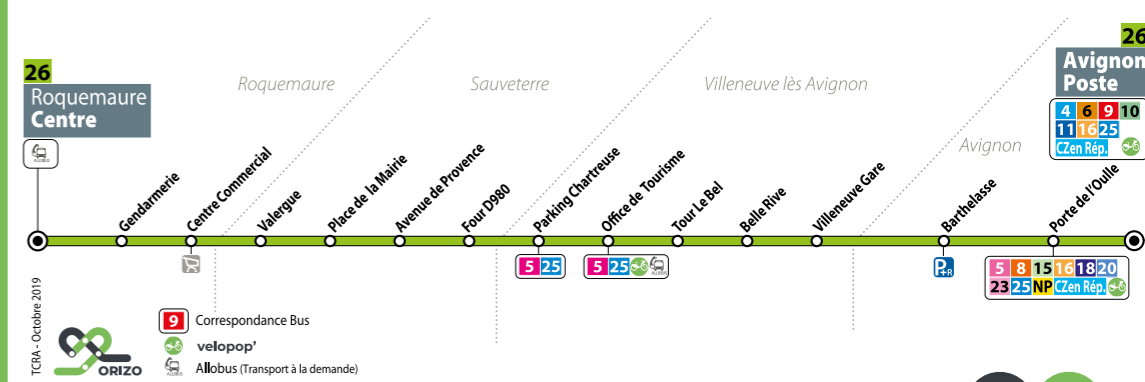 26
Roquemaure
Centre
ALLOBUS
Roquemaure
Sauveterre
Villeneuve lès Avignon
Avignon
26
Avignon
Poste
4 6 9 10
11 16 25
CZen Rép.
Gendarmerie
Centre Commercial
Valergue
Place de la Mairie
Avenue de Provence
Four D980
Parking Chartreuse
Office de Tourisme
Tour Le Bel
Belle Rive
Villeneuve Gare
Barthelasse
Porte de l'Oulle
5 25
5 25
ALLOBUS
P+R
5 8 15 16 18 20
23 25 NP CZen Rép.
TCRA - Octobre 2019
ORIZO
9 Correspondance Bus
velopop'
ALLOBUS
Allobus (Transport à la demande)